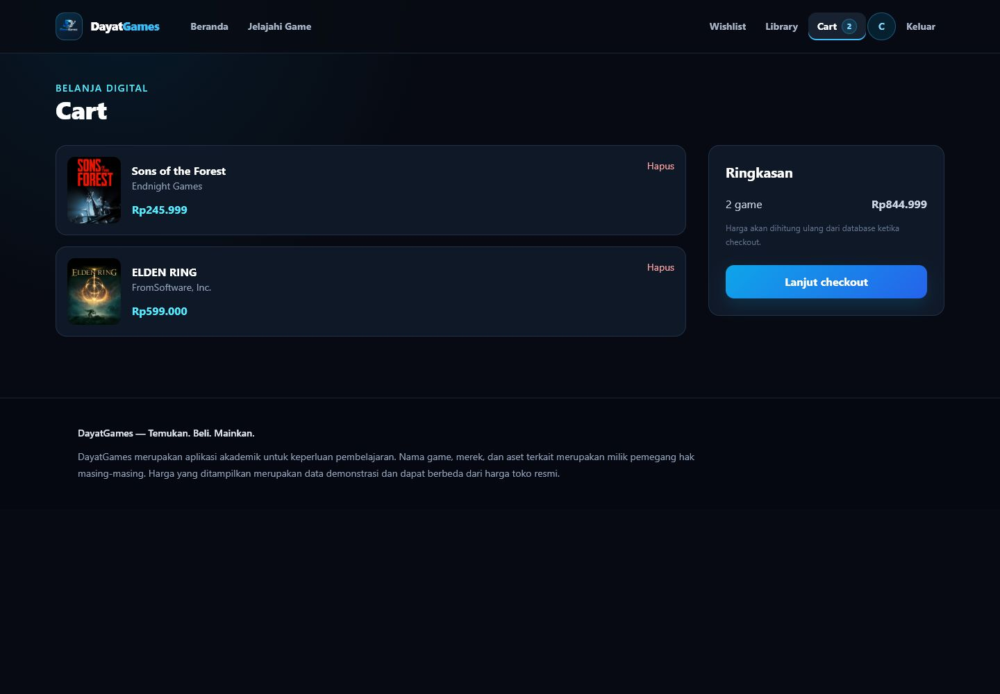 DayatGames
Beranda
Jelajahi Game
Wishlist
Library
Cart 2
C
Keluar
BELANJA DIGITAL
Cart
SONS OF THE FOREST
Sons of the Forest
Endnight Games
Rp245.999
Hapus
ELDEN RING
ELDEN RING
FromSoftware, Inc.
Rp599.000
Hapus
Ringkasan
2 game Rp844.999
Harga akan dihitung ulang dari database ketika
checkout.
Lanjut checkout
DayatGames — Temukan. Beli. Mainkan.
DayatGames merupakan aplikasi akademik untuk keperluan pembelajaran. Nama game, merek, dan aset terkait merupakan milik pemegang hak
masing-masing. Harga yang ditampilkan merupakan data demonstrasi dan dapat berbeda dari harga toko resmi.